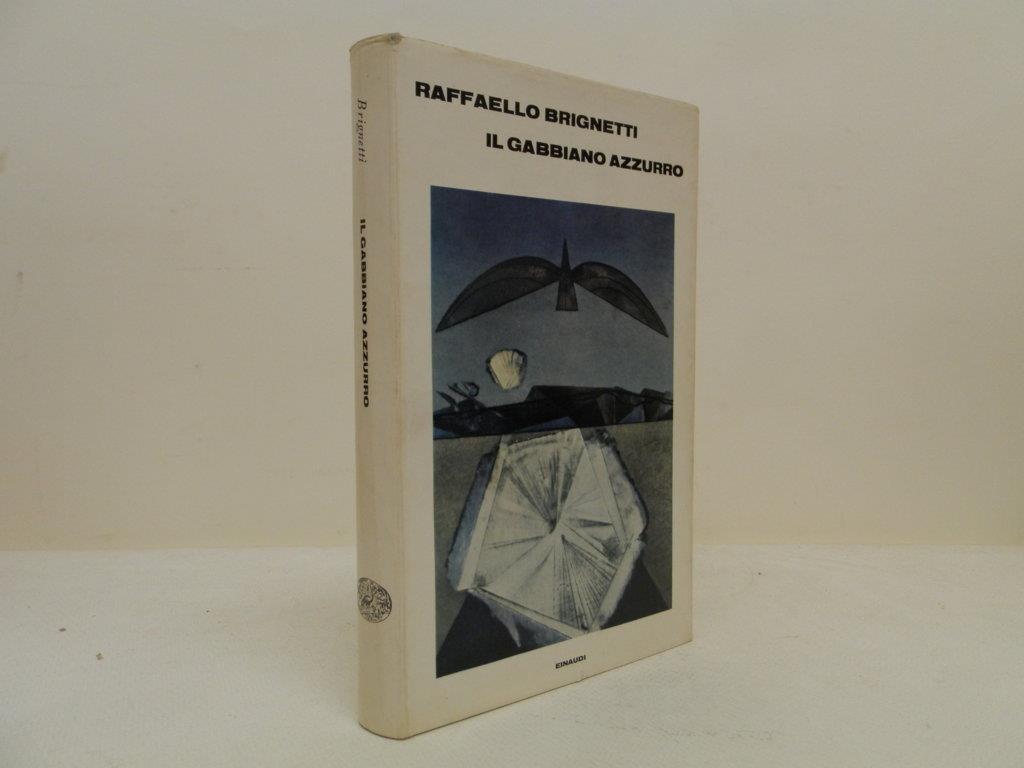 RAFFAELLO BRIGNETTI
IL GABBIANO AZZURRO
EINAUDI
Brignetti
IL GABBIANO AZZURRO